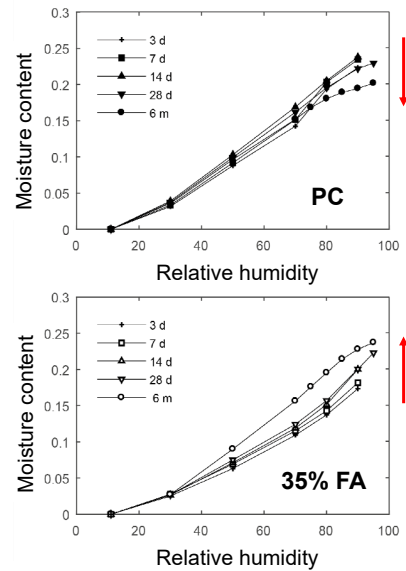 0.3
0.25
0.2
0.15
0.1
0.05
0
Moisture content
3 d
7 d
14 d
28 d
6 m
PC
0 20 40 60 80 100
Relative humidity
0.3
0.25
0.2
0.15
0.1
0.05
0
Moisture content
3 d
7 d
14 d
28 d
6 m
35% FA
0 20 40 60 80 100
Relative humidity